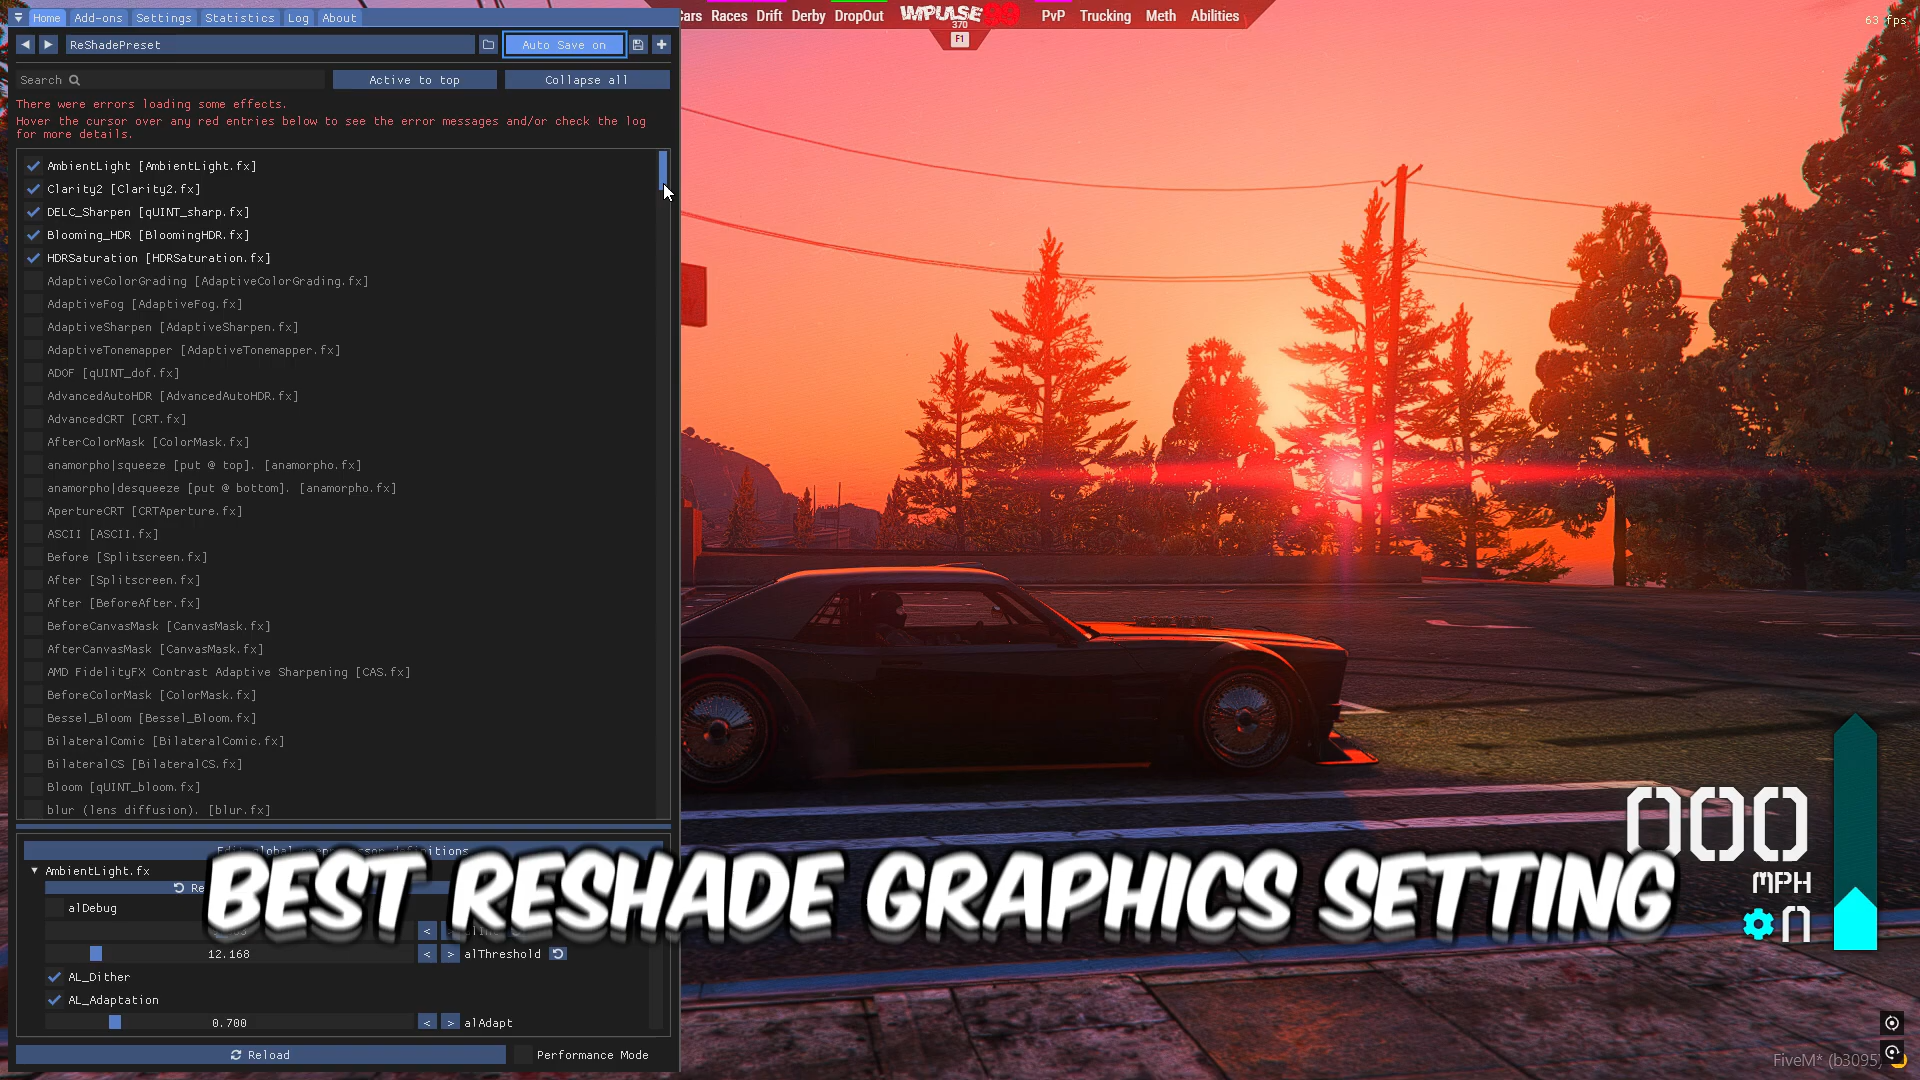 Home Add-ons Settings Statistics Log About
Cars Races Drift Derby DropOut IMPULSE99 PvP Trucking Meth Abilities
370
F1
63 fps
ReShadePreset Auto Save on
Search Active to top Collapse all
There were errors loading some effects.
Hover the cursor over any red entries below to see the error messages and/or check the log
for more details.
AmbientLight [AmbientLight.fx]
Clarity2 [Clarity2.fx]
DELC_Sharpen [qUINT_sharp.fx]
Blooming_HDR [BloomingHDR.fx]
HDRSaturation [HDRSaturation.fx]
AdaptiveColorGrading [AdaptiveColorGrading.fx]
AdaptiveFog [AdaptiveFog.fx]
AdaptiveSharpen [AdaptiveSharpen.fx]
AdaptiveTonemapper [AdaptiveTonemapper.fx]
ADOF [qUINT_dof.fx]
AdvancedAutoHDR [AdvancedAutoHDR.fx]
AdvancedCRT [CRT.fx]
AfterColorMask [ColorMask.fx]
anamorpho|squeeze [put @ top]. [anamorpho.fx]
anamorpho|desqueeze [put @ bottom]. [anamorpho.fx]
ApertureCRT [CRTAperture.fx]
ASCII [ASCII.fx]
Before [Splitscreen.fx]
After [Splitscreen.fx]
After [BeforeAfter.fx]
BeforeCanvasMask [CanvasMask.fx]
AfterCanvasMask [CanvasMask.fx]
AMD FidelityFX Contrast Adaptive Sharpening [CAS.fx]
BeforeColorMask [ColorMask.fx]
Bessel_Bloom [Bessel_Bloom.fx]
BilateralComic [BilateralComic.fx]
BilateralCS [BilateralCS.fx]
Bloom [qUINT_bloom.fx]
blur (lens diffusion). [blur.fx]
AmbientLight.fx
alDebug
BEST RESHADE GRAPHICS SETTING
000
MPH
N
12.168 < > alThreshold
AL_Dither
AL_Adaptation
0.700 < > alAdapt
Reload Performance Mode
FiveM* (b3095)